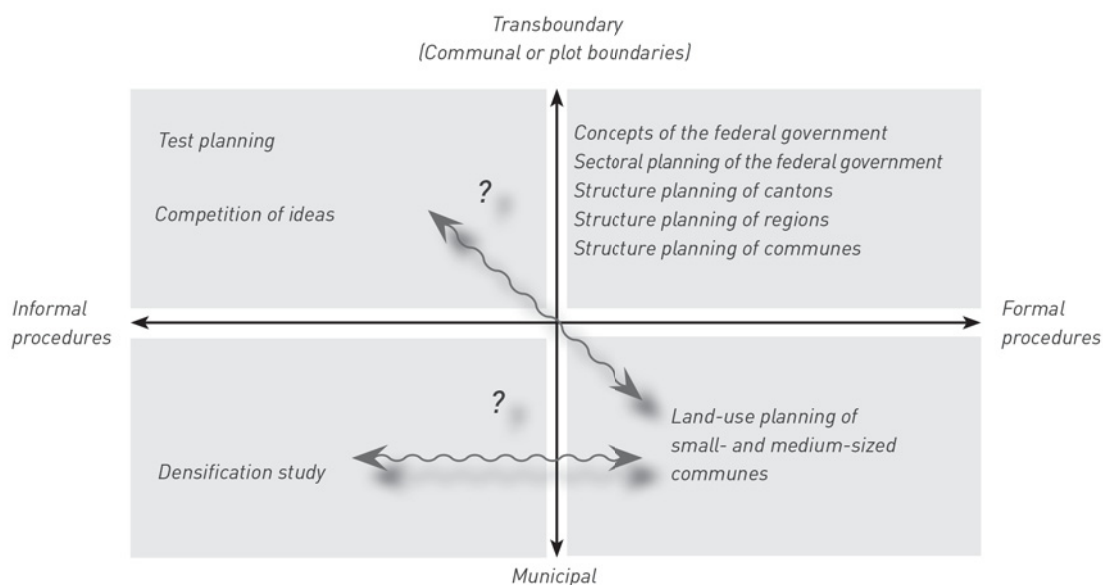 Transboundary
(Communal or plot boundaries)
Test planning
Competition of ideas
?
Concepts of the federal government
Sectoral planning of the federal government
Structure planning of cantons
Structure planning of regions
Structure planning of communes
Informal
procedures
Formal
procedures
?
Densification study
Land-use planning of
small- and medium-sized
communes
Municipal